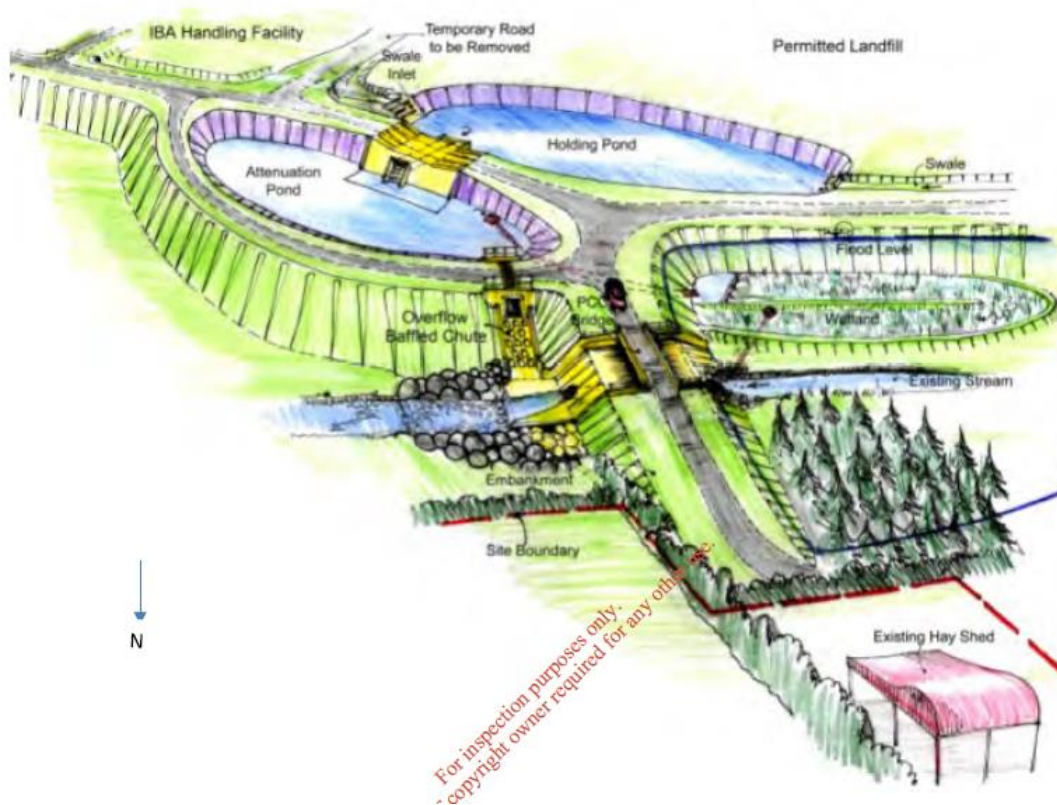 IBA Handling Facility
Temporary Road
to be Removed
Permitted Landfill
Swale
Inlet
Holding Pond
Attenuation
Pond
Swale
Flood Level
PCC
Bridge
Wetland
Overflow
Baffled Chute
Existing Stream
Embankment
Site Boundary
N
Existing Hay Shed
For inspection purposes only.
copyright owner required for any other use.